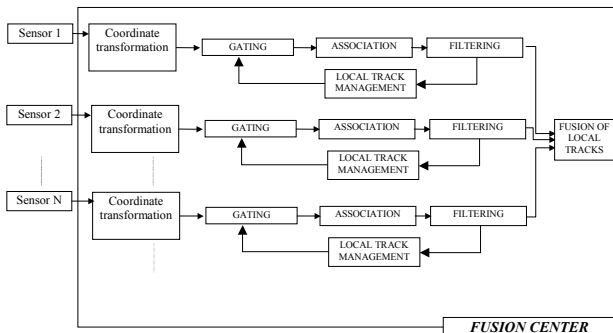 Sensor 1
Coordinate
transformation
GATING
ASSOCIATION
FILTERING
LOCAL TRACK
MANAGEMENT
Sensor 2
Coordinate
transformation
GATING
ASSOCIATION
FILTERING
LOCAL TRACK
MANAGEMENT
FUSION OF
LOCAL
TRACKS
Sensor N
Coordinate
transformation
GATING
ASSOCIATION
FILTERING
LOCAL TRACK
MANAGEMENT
FUSION CENTER